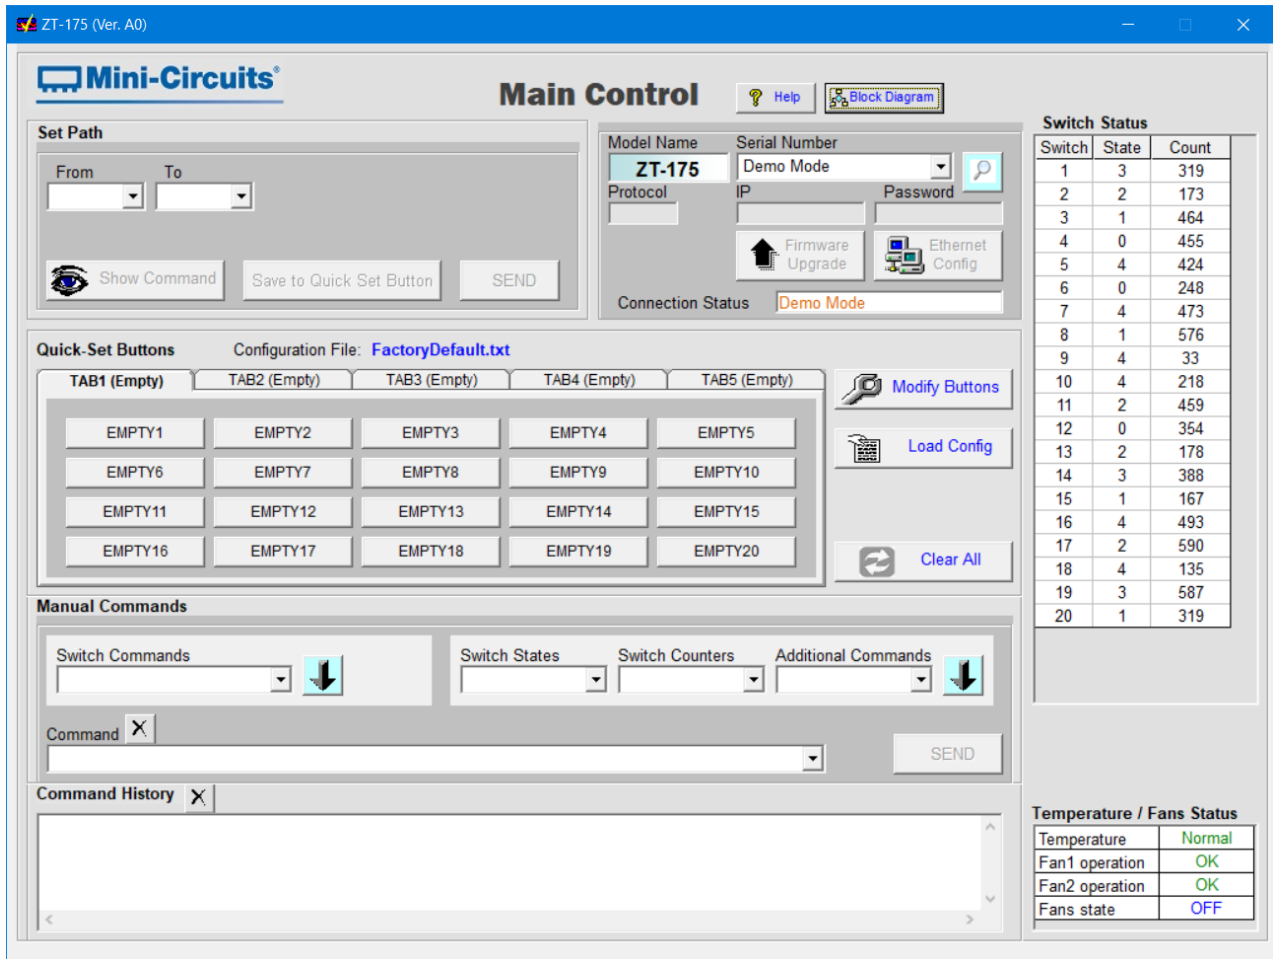 ZT-175 (Ver. A0)
Mini-Circuits®
Main Control
Help
Block Diagram
Set Path
From To
Show Command
Save to Quick Set Button
SEND
Model Name Serial Number
ZT-175 Demo Mode
Protocol IP Password
Firmware
Upgrade
Ethernet
Config
Connection Status Demo Mode
Quick-Set Buttons Configuration File: FactoryDefault.txt
TAB1 (Empty) TAB2 (Empty) TAB3 (Empty) TAB4 (Empty) TAB5 (Empty)
EMPTY1 EMPTY2 EMPTY3 EMPTY4 EMPTY5
EMPTY6 EMPTY7 EMPTY8 EMPTY9 EMPTY10
EMPTY11 EMPTY12 EMPTY13 EMPTY14 EMPTY15
EMPTY16 EMPTY17 EMPTY18 EMPTY19 EMPTY20
Modify Buttons
Load Config
Clear All
Manual Commands
Switch Commands
Switch States Switch Counters Additional Commands
Command X
SEND
Command History X
Switch Status
Switch State Count
1 3 319
2 2 173
3 1 464
4 0 455
5 4 424
6 0 248
7 4 473
8 1 576
9 4 33
10 4 218
11 2 459
12 0 354
13 2 178
14 3 388
15 1 167
16 4 493
17 2 590
18 4 135
19 3 587
20 1 319
Temperature / Fans Status
Temperature Normal
Fan1 operation OK
Fan2 operation OK
Fans state OFF